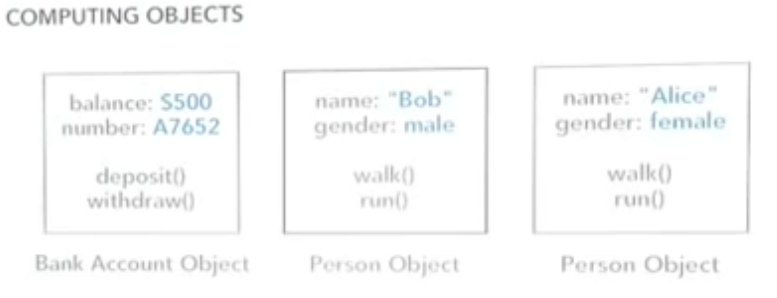 COMPUTING OBJECTS
balance: $500
number: A7652
deposit()
withdraw()
Bank Account Object
name: "Bob"
gender: male
walk()
run()
Person Object
name: "Alice"
gender: female
walk()
run()
Person Object